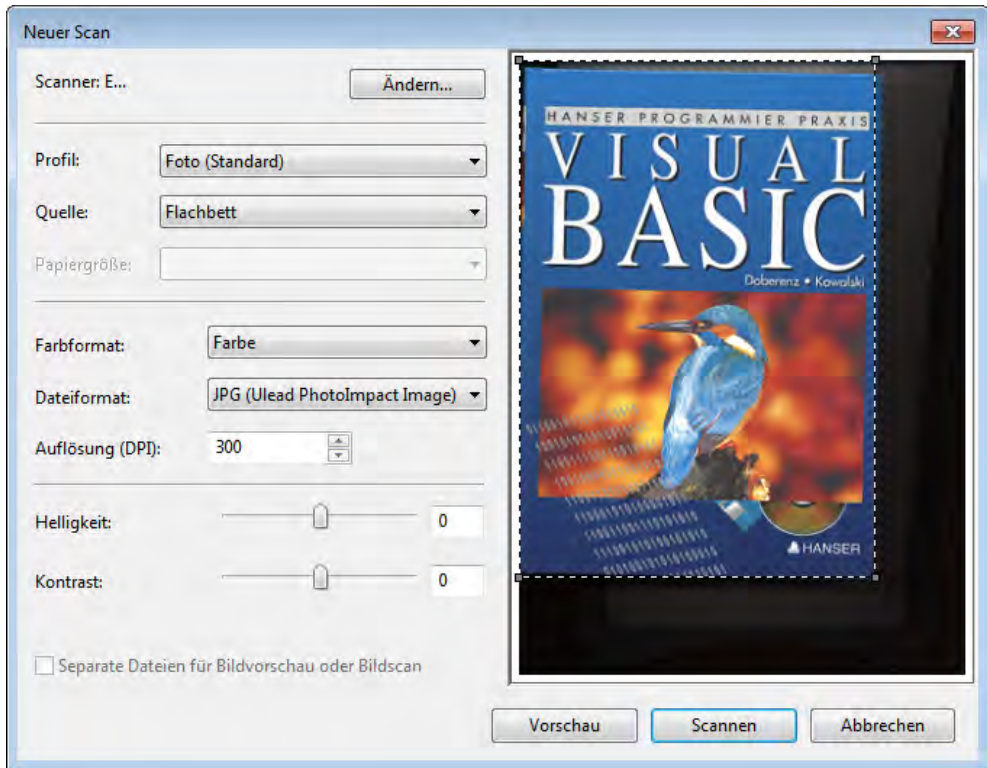 Neuer Scan
Scanner: E...
Ändern...
Profil:
Foto (Standard)
Quelle:
Flachbett
Papiergröße:
Farbformat:
Farbe
Dateiformat:
JPG (Ulead PhotoImpact Image)
Auflösung (DPI):
300
Helligkeit:
0
Kontrast:
0
Separate Dateien für Bildvorschau oder Bildscan
HANSER PROGRAMMIER PRAXIS
VISUAL
BASIC
Doberenz • Kowalski
HANSER
Vorschau
Scannen
Abbrechen